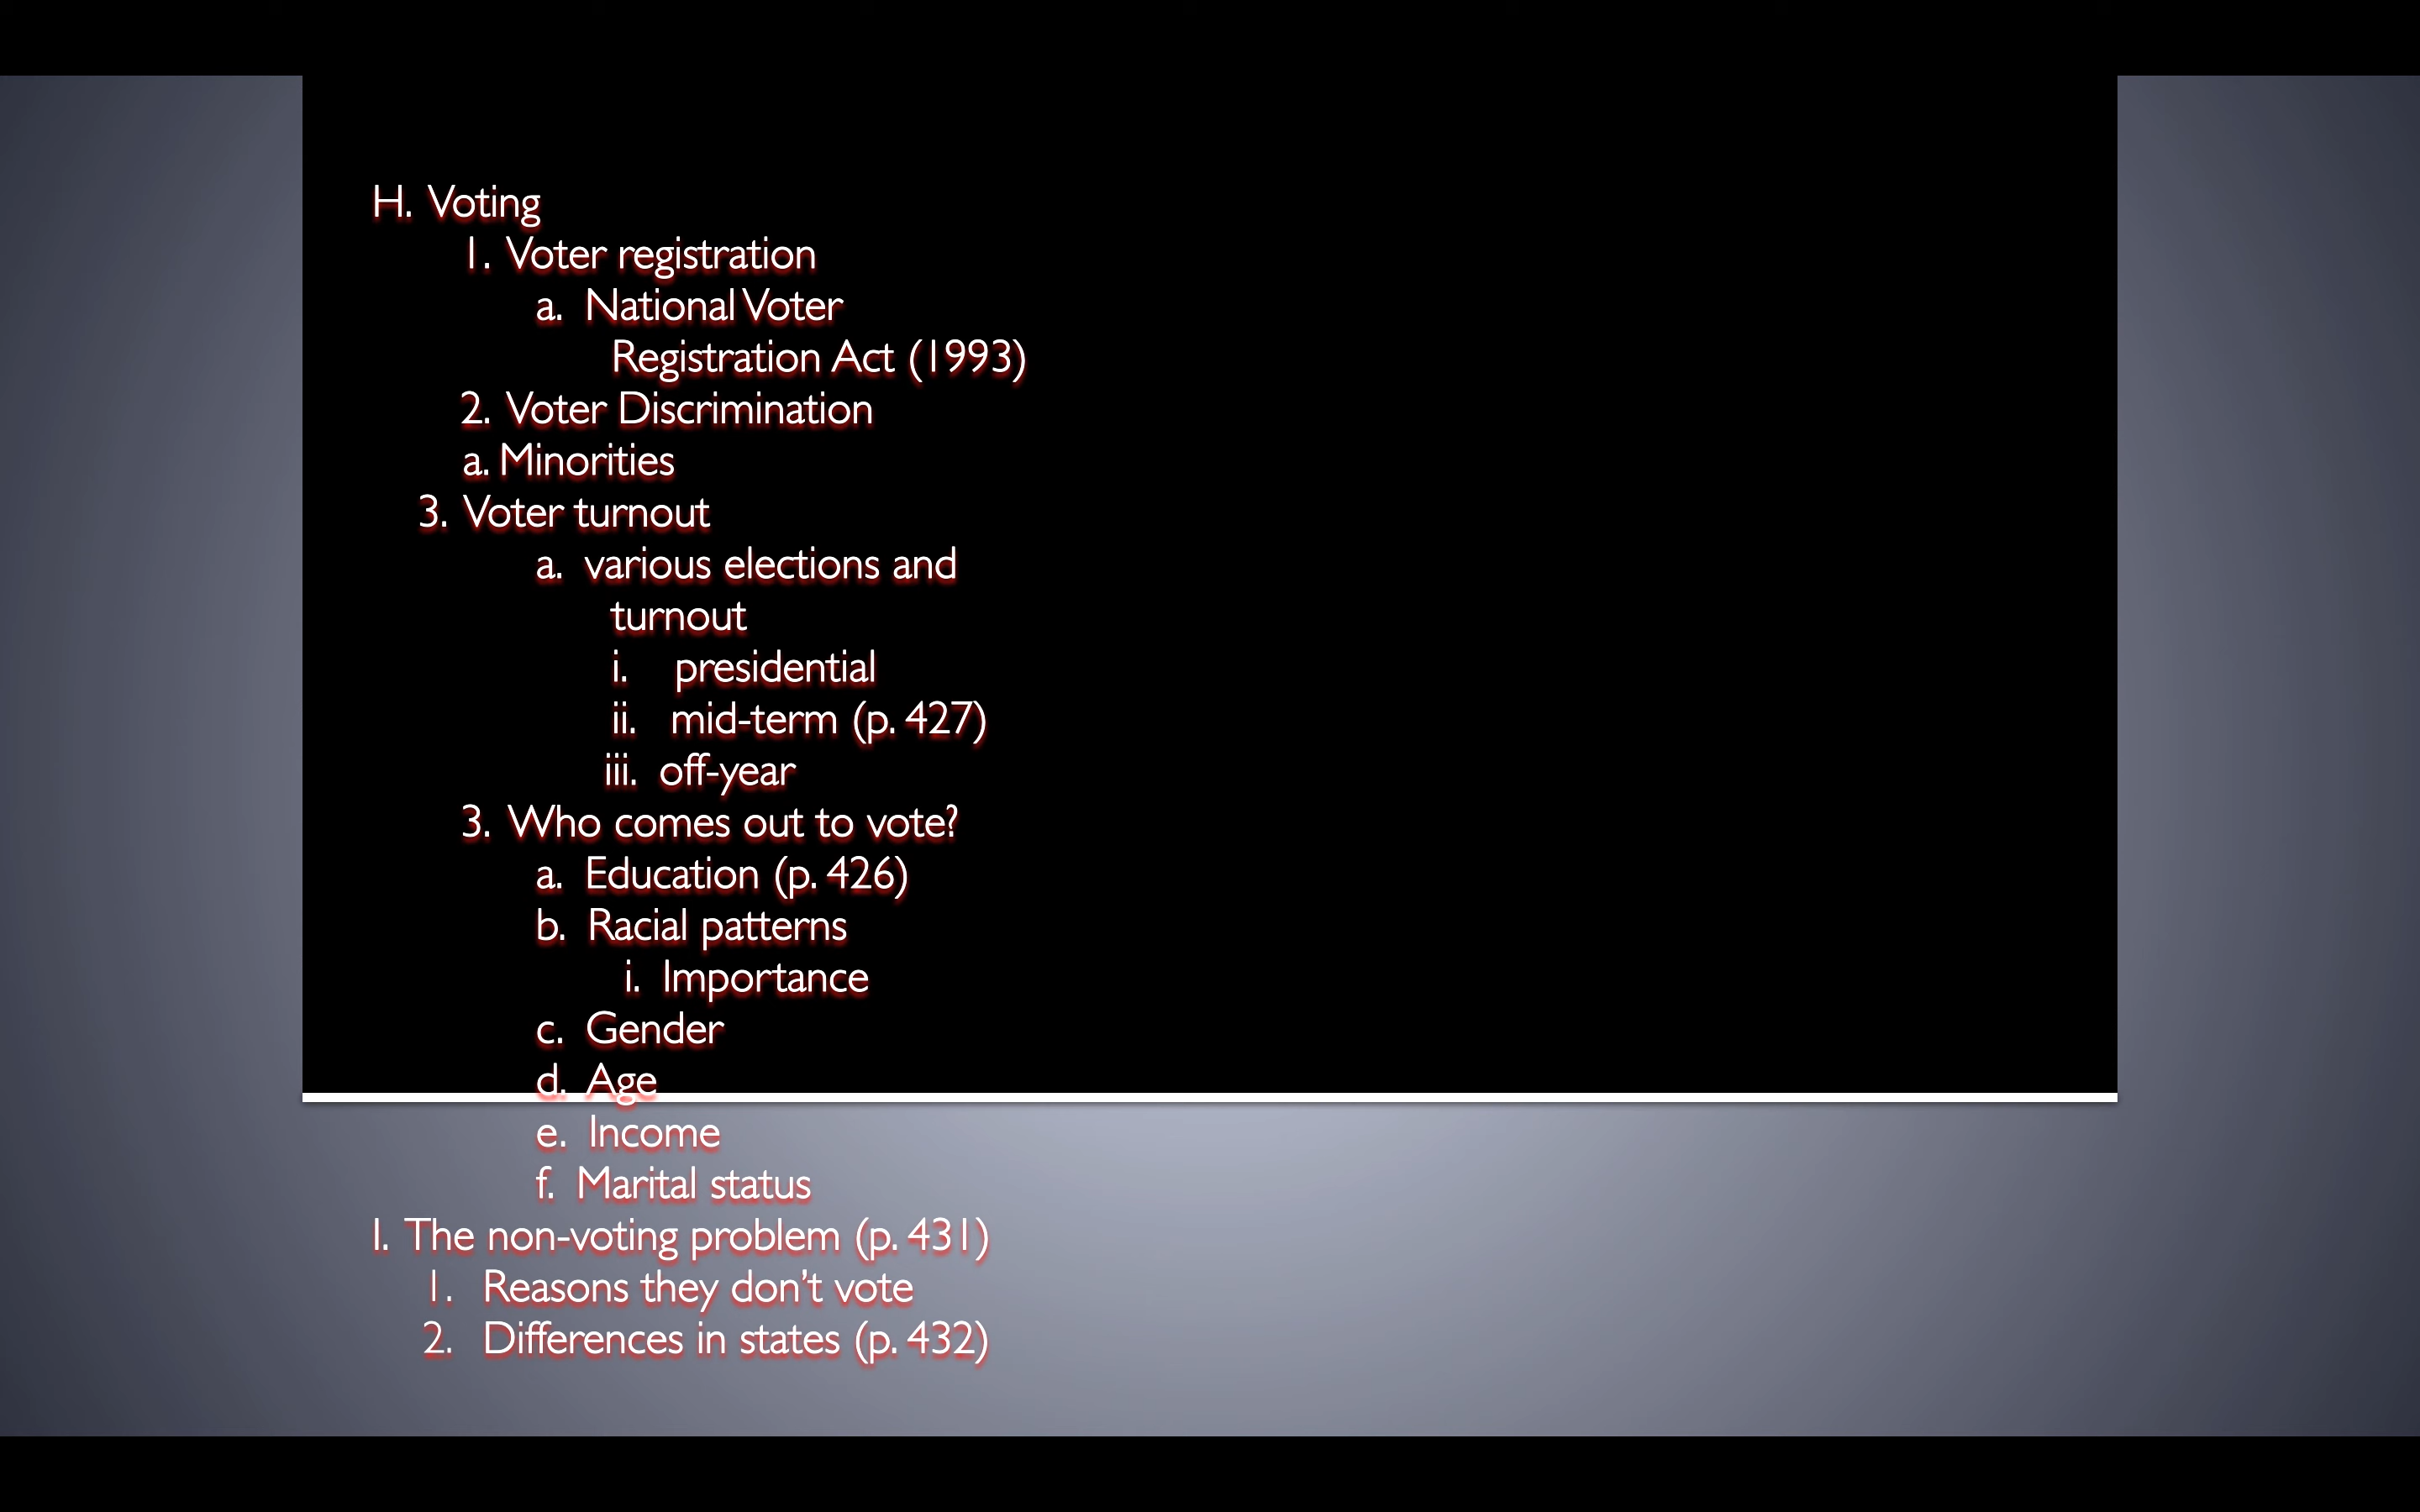 H. Voting
1. Voter registration
a. National Voter
Registration Act (1993)
2. Voter Discrimination
a. Minorities
3. Voter turnout
a. various elections and
turnout
i. presidential
ii. mid-term (p. 427)
iii. off-year
3. Who comes out to vote?
a. Education (p. 426)
b. Racial patterns
i. Importance
c. Gender
d. Age
e. Income
f. Marital status
I. The non-voting problem (p. 431)
1. Reasons they don’t vote
2. Differences in states (p. 432)